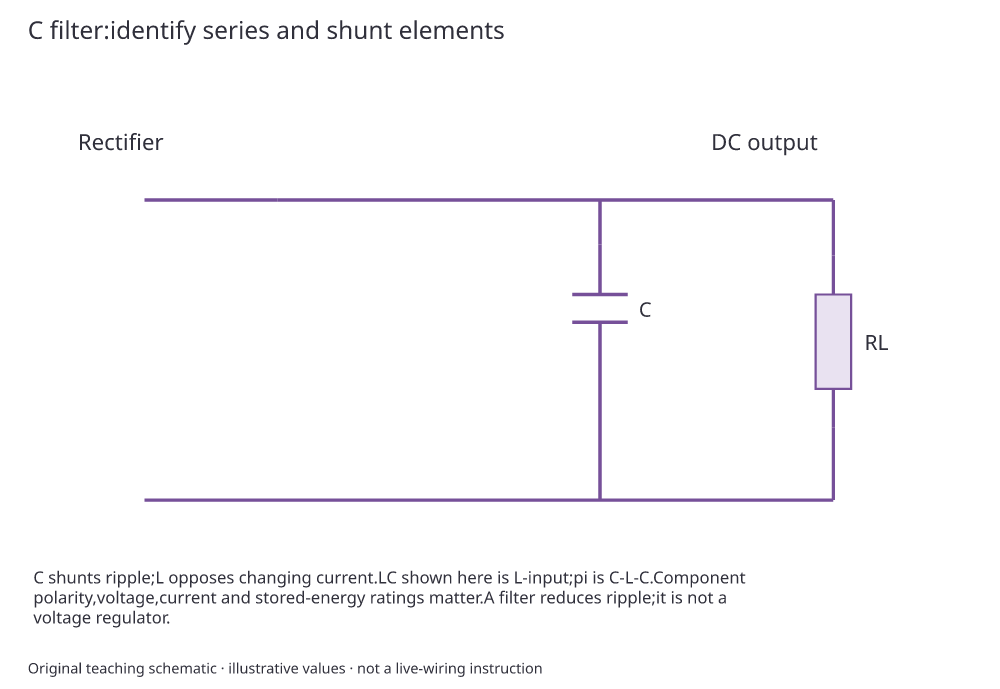 C filter:identify series and shunt elements
Rectifier
DC output
C
RL
C shunts ripple;L opposes changing current.LC shown here is L-input;pi is C-L-C.Component
polarity,voltage,current and stored-energy ratings matter.A filter reduces ripple;it is not a
voltage regulator.
Original teaching schematic · illustrative values · not a live-wiring instruction